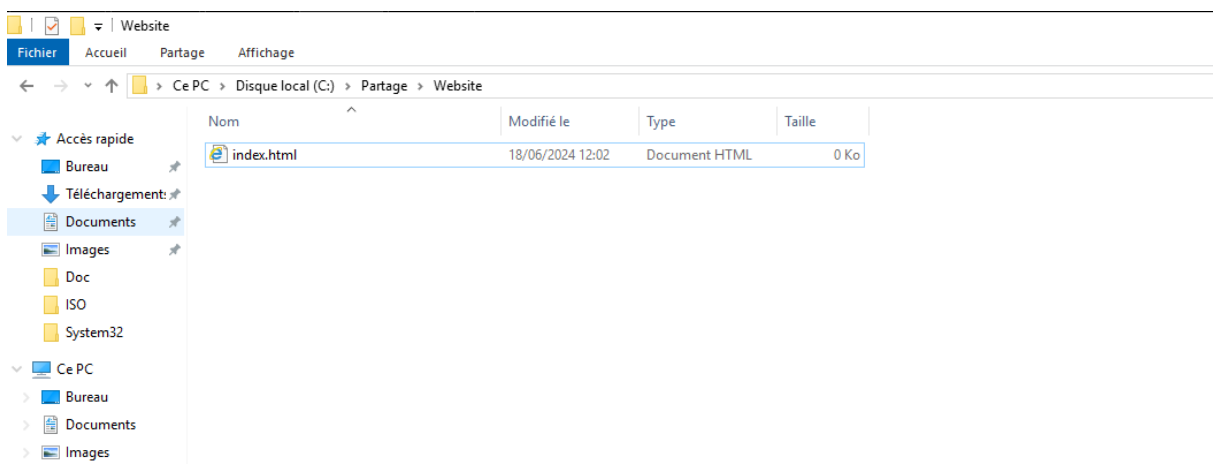 Website
Fichier Accueil Partage Affichage
Ce PC > Disque local (C:) > Partage > Website
Nom Modifié le Type Taille
index.html 18/06/2024 12:02 Document HTML 0 Ko
Accès rapide
Bureau
Téléchargements
Documents
Images
Doc
ISO
System32
Ce PC
Bureau
Documents
Images